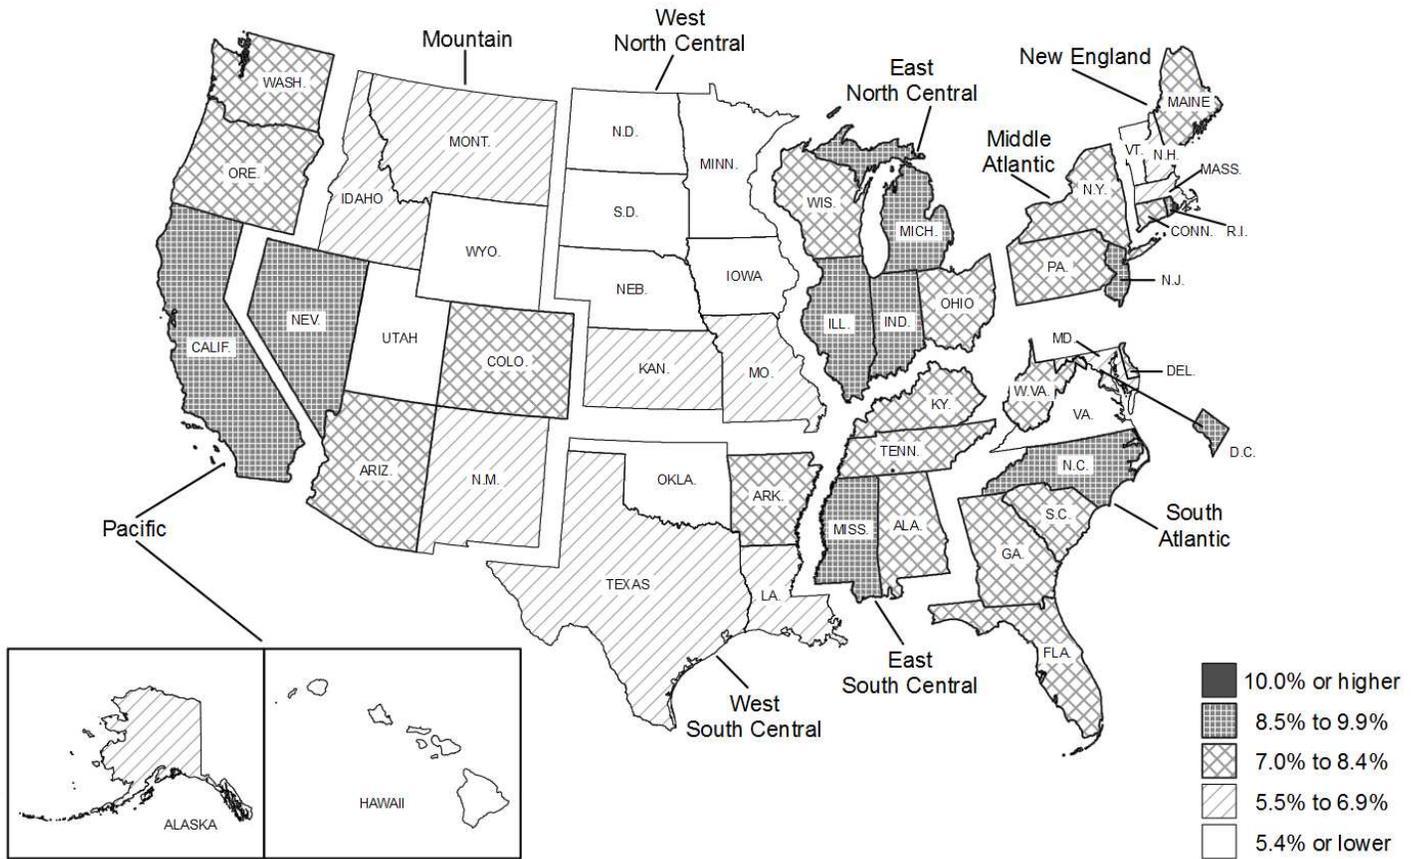 West
North Central
Mountain
New England
East
North Central
Middle
Atlantic
WASH.
MAINE
N.D.
MONT.
MINN.
VT.
N.H.
MASS.
ORE.
IDAHO
N.Y.
WIS.
S.D.
MICH.
CONN.
R.I.
WYO.
PA.
IOWA
N.J.
NEB.
OHIO
NEV.
ILL.
IND.
UTAH
CALIF.
MD.
COLO.
KAN.
MO.
DEL.
W.VA.
KY.
VA.
TENN.
D.C.
ARIZ.
N.M.
OKLA.
N.C.
ARK.
S.C.
Pacific
MISS.
ALA.
South
Atlantic
GA.
TEXAS
LA.
FLA.
East
South Central
West
South Central
ALASKA
HAWAII
10.0% or higher
8.5% to 9.9%
7.0% to 8.4%
5.5% to 6.9%
5.4% or lower